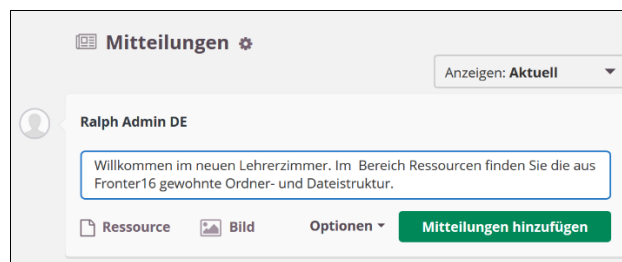 Mitteilungen
Anzeigen: Aktuell
Ralph Admin DE
Willkommen im neuen Lehrerzimmer. Im  Bereich Ressourcen finden Sie die aus
Fronter16 gewohnte Ordner- und Dateistruktur.
Ressource Bild Optionen Mitteilungen hinzufügen